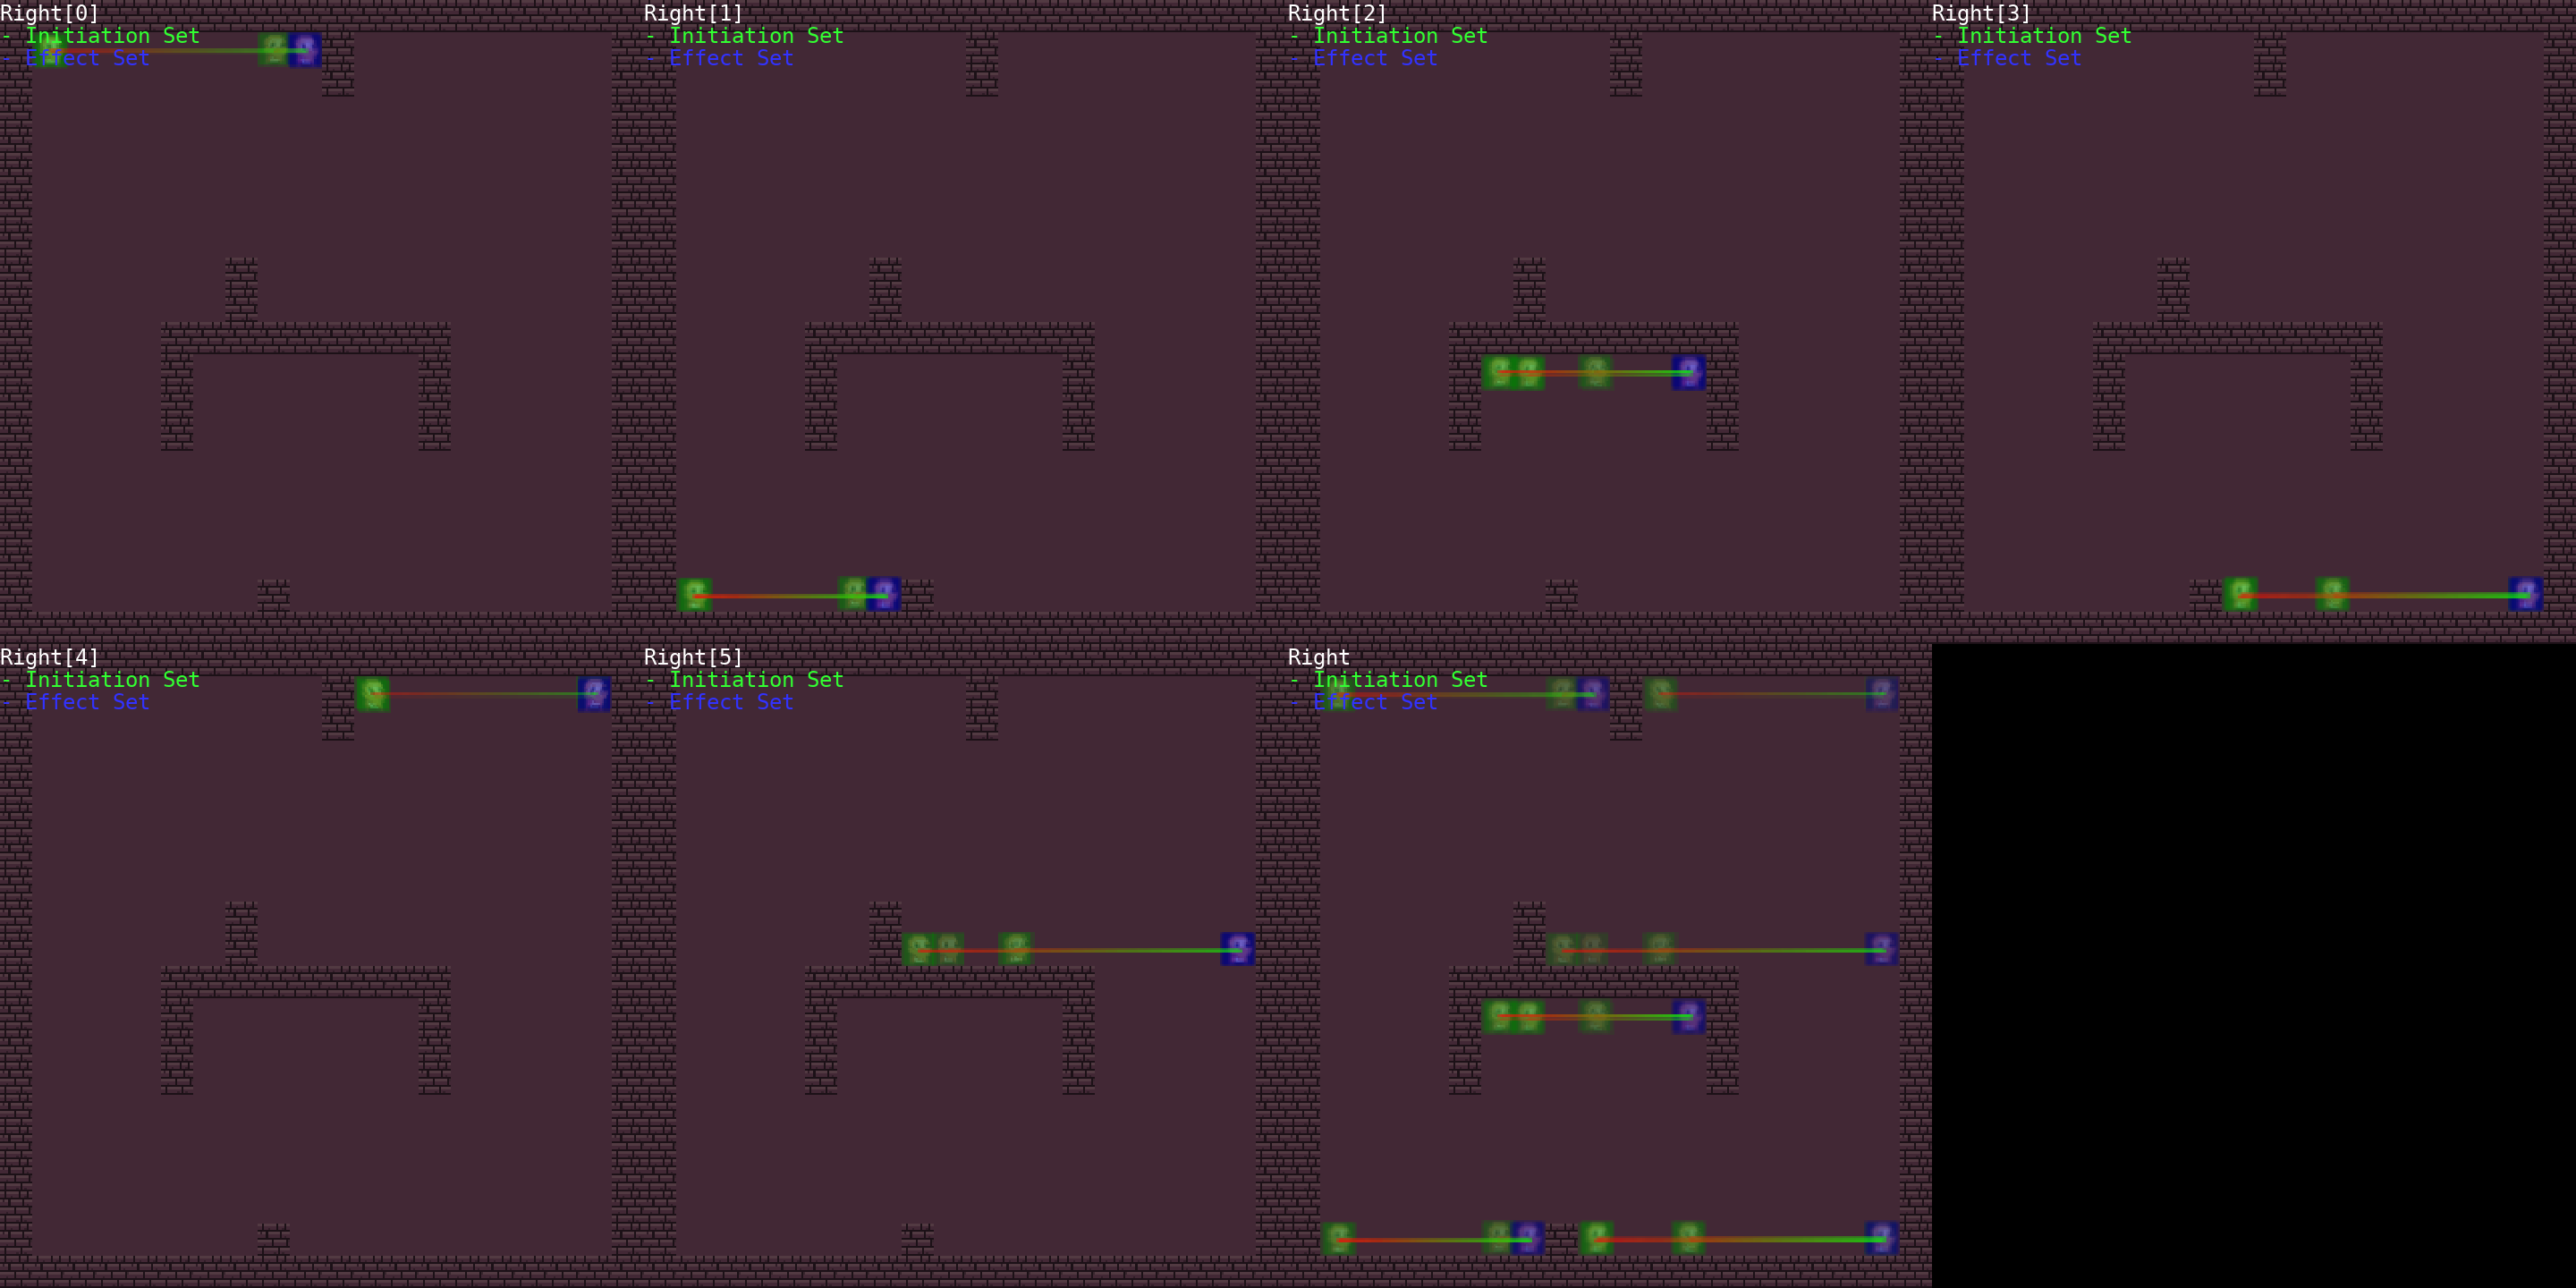 Right[0]
- Initiation Set
- Effect Set
Right[1]
- Initiation Set
- Effect Set
Right[2]
- Initiation Set
- Effect Set
Right[3]
- Initiation Set
- Effect Set
Right[4]
- Initiation Set
- Effect Set
Right[5]
- Initiation Set
- Effect Set
Right
- Initiation Set
- Effect Set